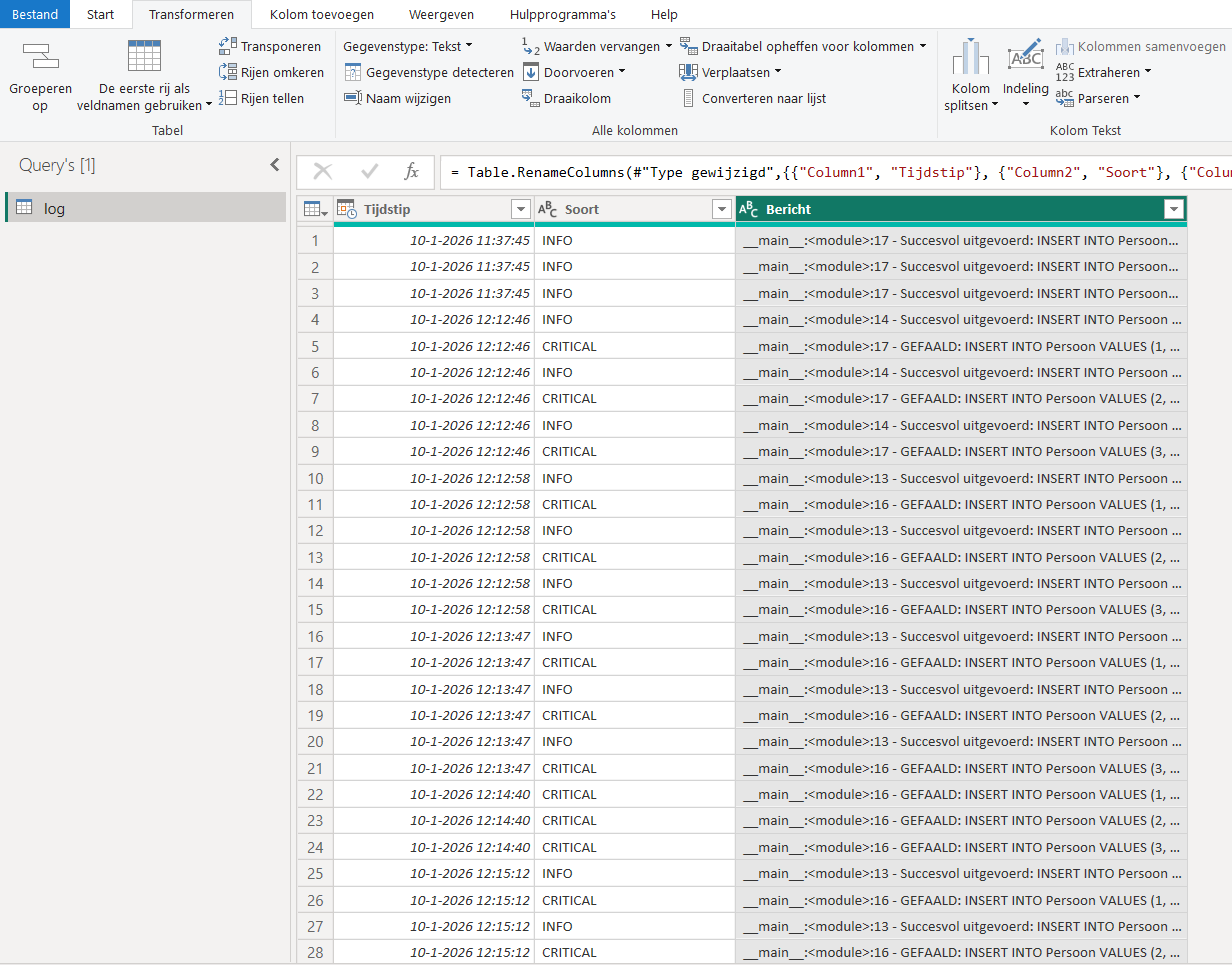 Bestand Start Transformeren Kolom toevoegen Weergeven Hulpprogramma's Help
Groeperen op
De eerste rij als veldnamen gebruiken
Transponeren
Rijen omkeren
Rijen tellen
Tabel
Gegevenstype: Tekst
Gegevenstype detecteren
Naam wijzigen
1 2 Waarden vervangen
Doorvoeren
Draaikolom
Draaitabel opheffen voor kolommen
Verplaatsen
Converteren naar lijst
Alle kolommen
Kolom splitsen
ABC Indeling
Kolommen samenvoegen
ABC 123 Extraheren
abc Parseren
Kolom Tekst
Query's [1]
log
fx = Table.RenameColumns(#"Type gewijzigd",{{"Column1", "Tijdstip"}, {"Column2", "Soort"}, {"Colu
Tijdstip ABC Soort ABC Bericht
1 10-1-2026 11:37:45 INFO __main__:<module>:17 - Succesvol uitgevoerd: INSERT INTO Persoon...
2 10-1-2026 11:37:45 INFO __main__:<module>:17 - Succesvol uitgevoerd: INSERT INTO Persoon...
3 10-1-2026 11:37:45 INFO __main__:<module>:17 - Succesvol uitgevoerd: INSERT INTO Persoon...
4 10-1-2026 12:12:46 INFO __main__:<module>:14 - Succesvol uitgevoerd: INSERT INTO Persoon ...
5 10-1-2026 12:12:46 CRITICAL __main__:<module>:17 - GEFAALD: INSERT INTO Persoon VALUES (1, ...
6 10-1-2026 12:12:46 INFO __main__:<module>:14 - Succesvol uitgevoerd: INSERT INTO Persoon ...
7 10-1-2026 12:12:46 CRITICAL __main__:<module>:17 - GEFAALD: INSERT INTO Persoon VALUES (2, ...
8 10-1-2026 12:12:46 INFO __main__:<module>:14 - Succesvol uitgevoerd: INSERT INTO Persoon ...
9 10-1-2026 12:12:46 CRITICAL __main__:<module>:17 - GEFAALD: INSERT INTO Persoon VALUES (3, ...
10 10-1-2026 12:12:58 INFO __main__:<module>:13 - Succesvol uitgevoerd: INSERT INTO Persoon ...
11 10-1-2026 12:12:58 CRITICAL __main__:<module>:16 - GEFAALD: INSERT INTO Persoon VALUES (1, ...
12 10-1-2026 12:12:58 INFO __main__:<module>:13 - Succesvol uitgevoerd: INSERT INTO Persoon ...
13 10-1-2026 12:12:58 CRITICAL __main__:<module>:16 - GEFAALD: INSERT INTO Persoon VALUES (2, ...
14 10-1-2026 12:12:58 INFO __main__:<module>:13 - Succesvol uitgevoerd: INSERT INTO Persoon ...
15 10-1-2026 12:12:58 CRITICAL __main__:<module>:16 - GEFAALD: INSERT INTO Persoon VALUES (3, ...
16 10-1-2026 12:13:47 INFO __main__:<module>:13 - Succesvol uitgevoerd: INSERT INTO Persoon ...
17 10-1-2026 12:13:47 CRITICAL __main__:<module>:16 - GEFAALD: INSERT INTO Persoon VALUES (1, ...
18 10-1-2026 12:13:47 INFO __main__:<module>:13 - Succesvol uitgevoerd: INSERT INTO Persoon ...
19 10-1-2026 12:13:47 CRITICAL __main__:<module>:16 - GEFAALD: INSERT INTO Persoon VALUES (2, ...
20 10-1-2026 12:13:47 INFO __main__:<module>:13 - Succesvol uitgevoerd: INSERT INTO Persoon ...
21 10-1-2026 12:13:47 CRITICAL __main__:<module>:16 - GEFAALD: INSERT INTO Persoon VALUES (3, ...
22 10-1-2026 12:14:40 CRITICAL __main__:<module>:16 - GEFAALD: INSERT INTO Persoon VALUES (1, ...
23 10-1-2026 12:14:40 CRITICAL __main__:<module>:16 - GEFAALD: INSERT INTO Persoon VALUES (2, ...
24 10-1-2026 12:14:40 CRITICAL __main__:<module>:16 - GEFAALD: INSERT INTO Persoon VALUES (3, ...
25 10-1-2026 12:15:12 INFO __main__:<module>:13 - Succesvol uitgevoerd: INSERT INTO Persoon ...
26 10-1-2026 12:15:12 CRITICAL __main__:<module>:16 - GEFAALD: INSERT INTO Persoon VALUES (1, ...
27 10-1-2026 12:15:12 INFO __main__:<module>:13 - Succesvol uitgevoerd: INSERT INTO Persoon ...
28 10-1-2026 12:15:12 CRITICAL __main__:<module>:16 - GEFAALD: INSERT INTO Persoon VALUES (2, ...